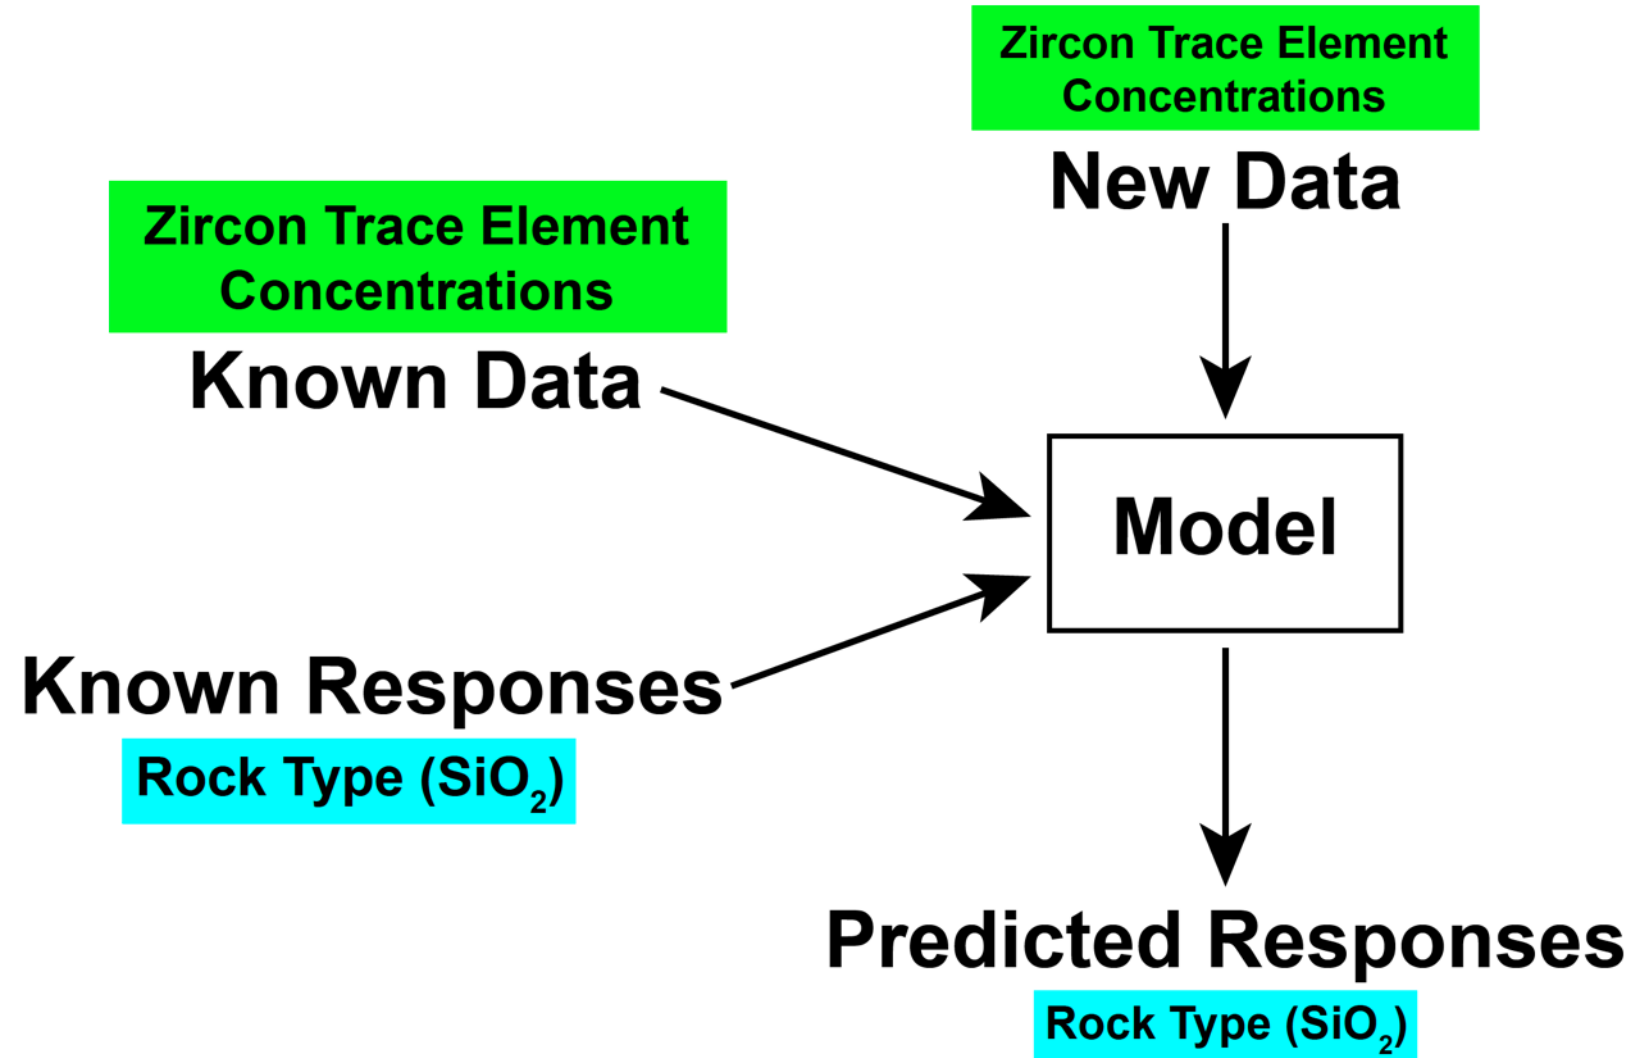 Zircon Trace Element
Concentrations
New Data
Zircon Trace Element
Concentrations
Known Data
Model
Known Responses
Rock Type (SiO₂)
Predicted Responses
Rock Type (SiO₂)